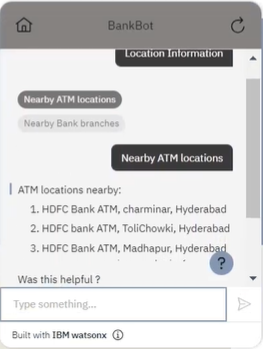 BankBot
Location Information
Nearby ATM locations
Nearby Bank branches
Nearby ATM locations
ATM locations nearby:
1. HDFC Bank ATM, charminar, Hyderabad
2. HDFC bank ATM, ToliChowki, Hyderabad
3. HDFC Bank ATM, Madhapur, Hyderabad
?
Was this helpful ?
Type something...
Built with IBM watsonx